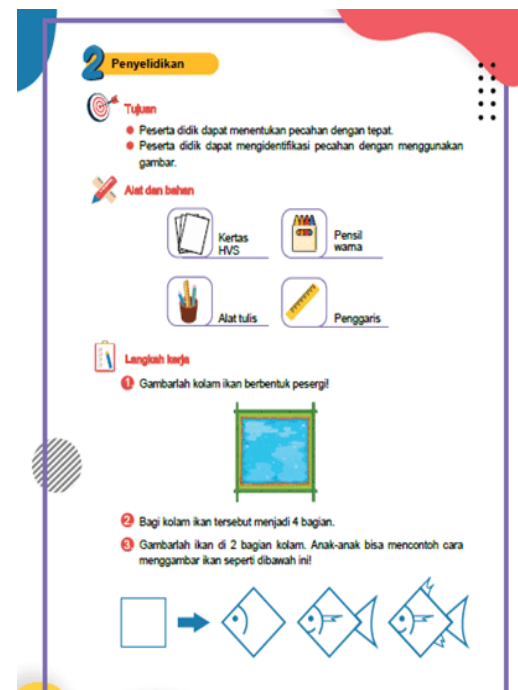 2 Penyelidikan
Tujuan
Peserta didik dapat menentukan pecahan dengan tepat.
Peserta didik dapat mengidentifikasi pecahan dengan menggunakan
gambar.
Alat dan bahan
Kertas
HVS
Pensil
warna
Alat tulis
Penggaris
Langkah kerja
1 Gambarlah kolam ikan berbentuk pesergi!
2 Bagi kolam ikan tersebut menjadi 4 bagian.
3 Gambarlah ikan di 2 bagian kolam. Anak-anak bisa mencontoh cara
menggambar ikan seperti dibawah ini!